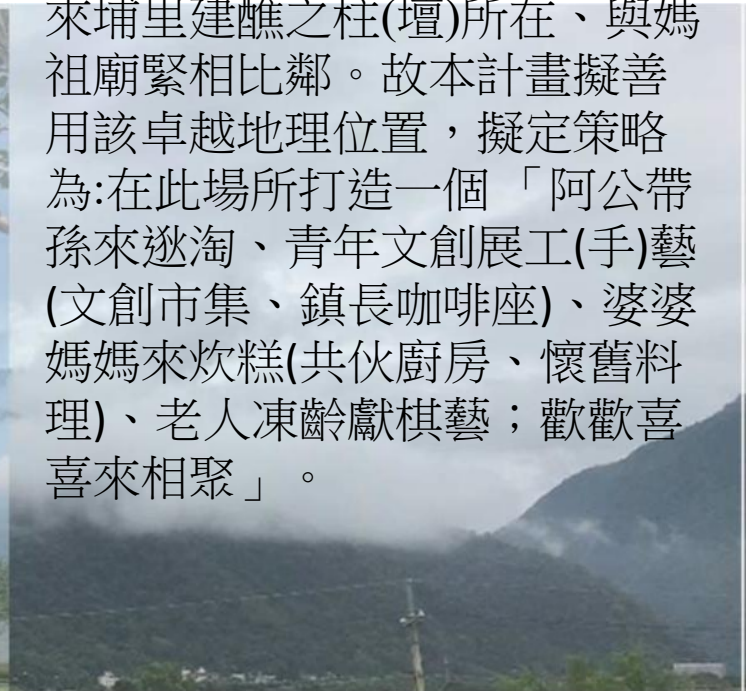 來埔里建醮之柱(壇)所在、與媽
祖廟緊相比鄰。故本計畫擬善
用該卓越地理位置，擬定策略
為:在此場所打造一個「阿公帶
孫來逖淘、青年文創展工(手)藝
(文創市集、鎮長咖啡座)、婆婆
媽媽來炊糕(共伙廚房、懷舊料
理)、老人凍齡獻棋藝；歡歡喜
喜來相聚」。